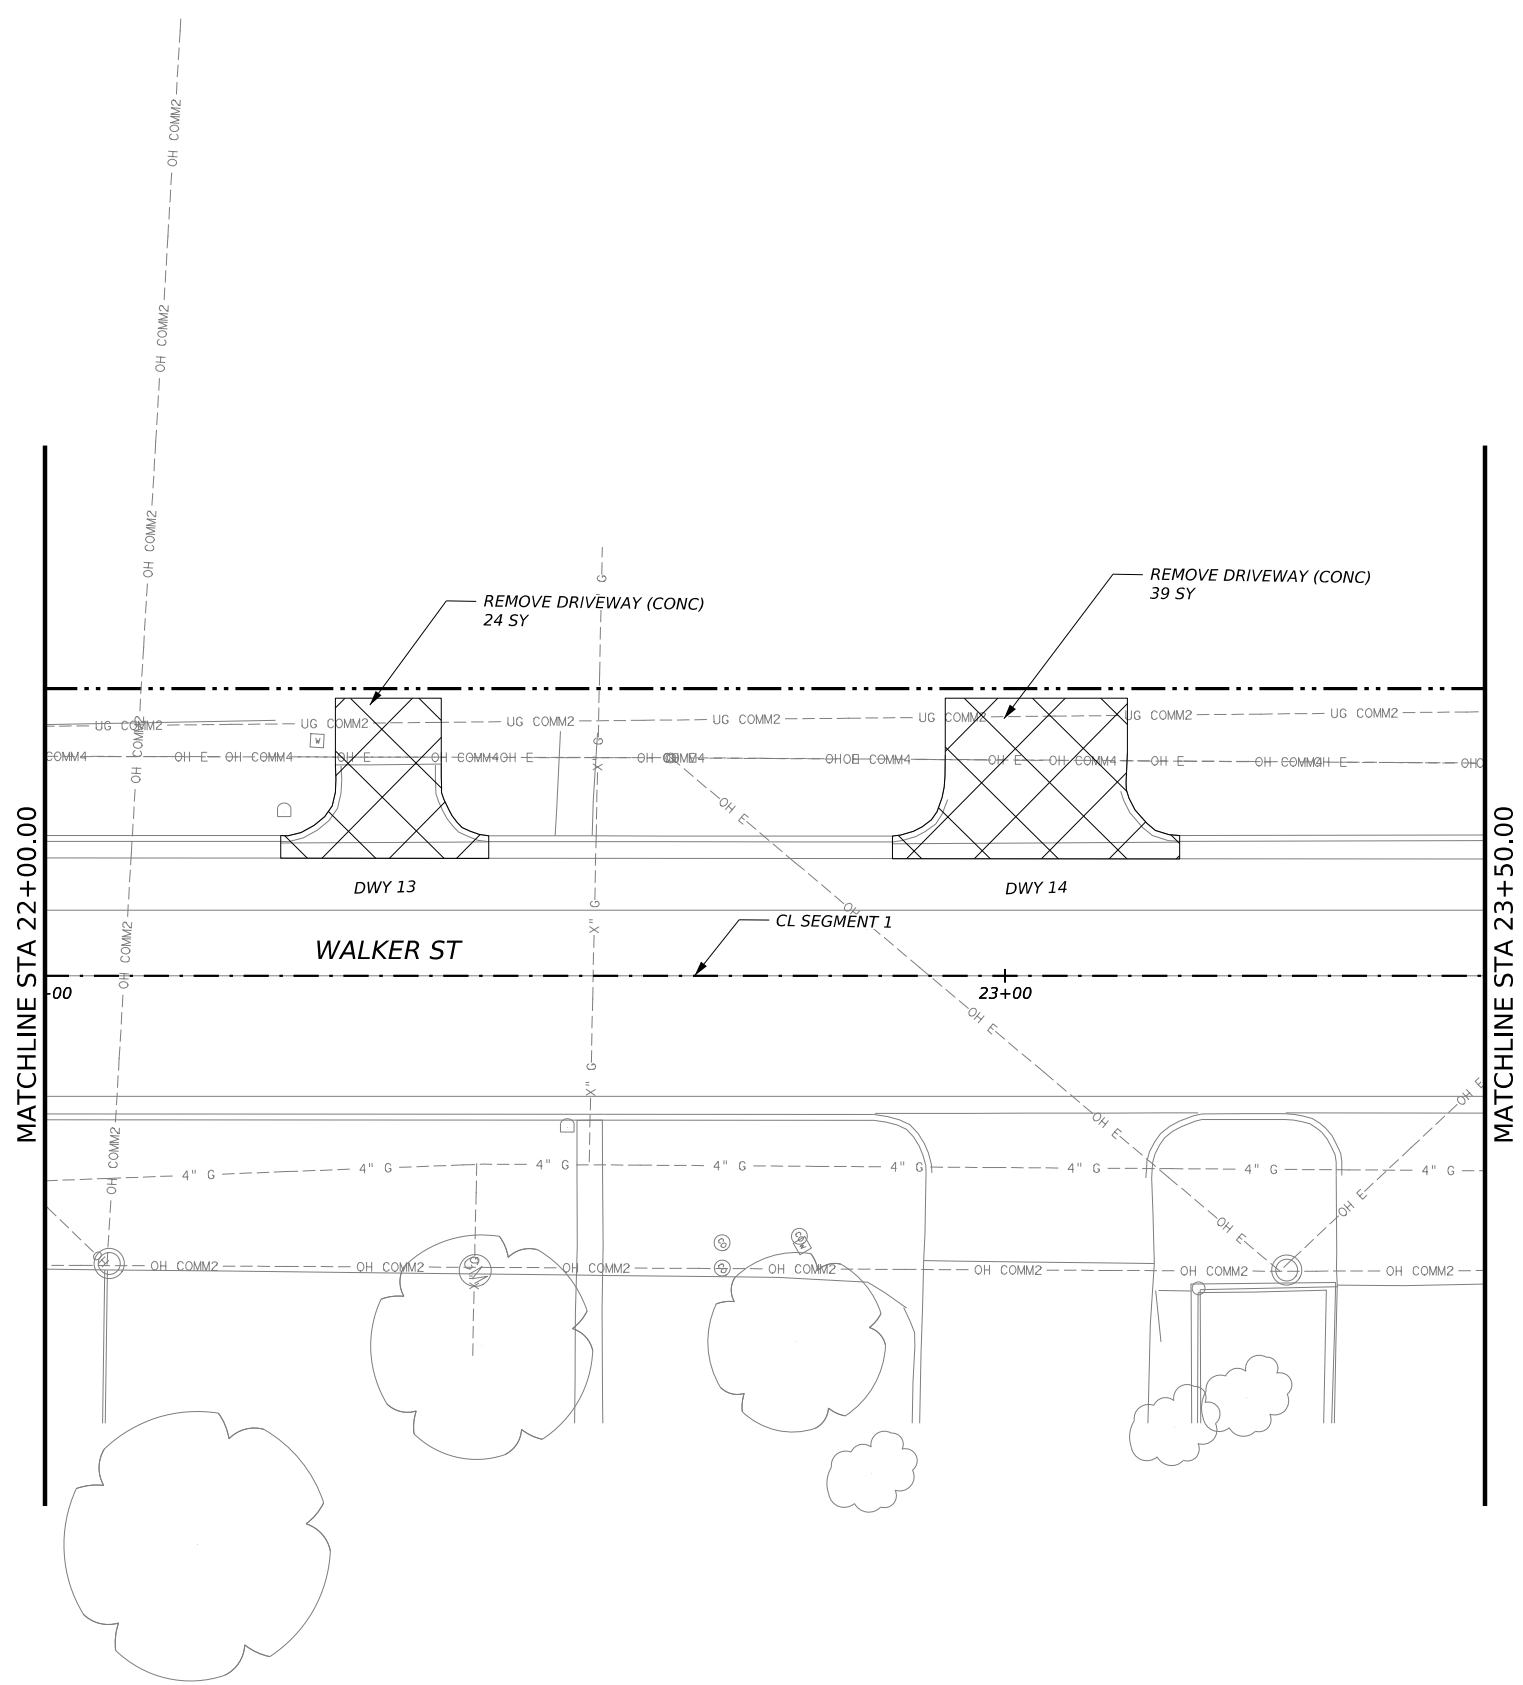 OH COMM2
OH COMM2
OH COMM2
G
REMOVE DRIVEWAY (CONC)
39 SY
REMOVE DRIVEWAY (CONC)
24 SY
UG COMM2
UG COMM2
UG COMM2
UG COMM2
UG COMM2
UG COMM2
UG COMM2
OH COMM2
W
X" G
COMM4
OH E
OH COMM4
OH E
OH COMM4
OH E
OH
COMM4
OH E
COMM4
OH E
OH COMM4
OH E
OH COMM4
OH E
OH E
DWY 13
DWY 14
X" G
OH
CL SEGMENT 1
WALKER ST
OH COMM2
MATCHLINE STA 22+00.00
MATCHLINE STA 23+50.00
-00
23+00
OH E
X" G
OH E
OH E
OH COMM2
4" G
4" G
4" G
4" G
4" G
4" G
4" G
4" G
OH E
OH E
CO
CO
OH COMM2
OH COMM2
OH COMM2
OH COMM2
OH COMM2
OH COMM2
OH COMM2